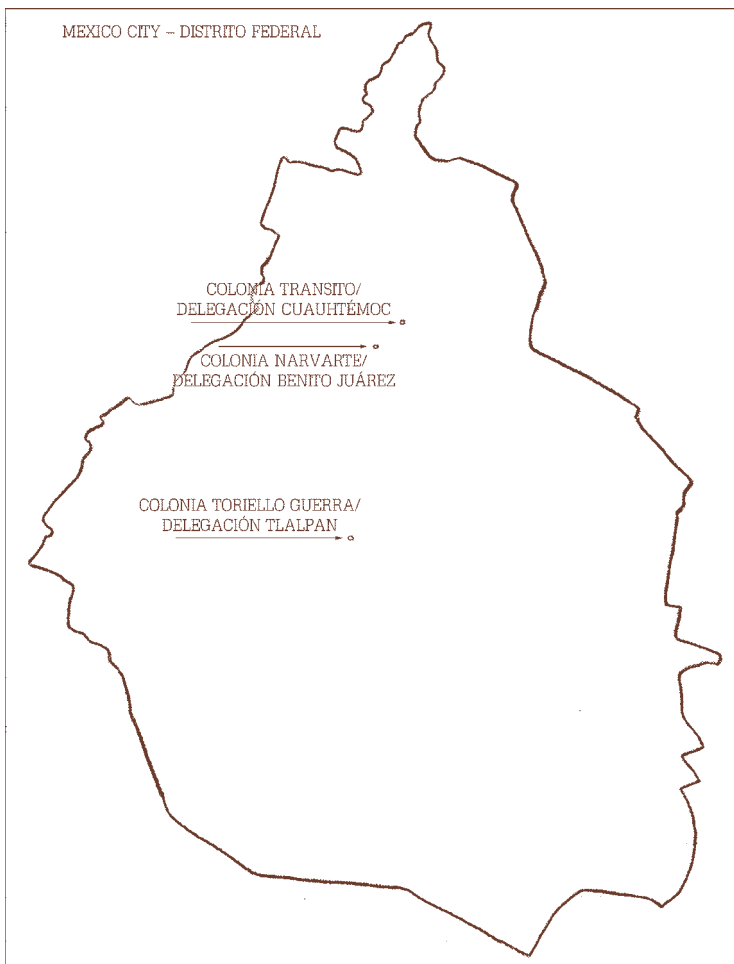 MEXICO CITY – DISTRITO FEDERAL
COLONIA TRANSITO/
DELEGACIÓN CUAUHTÉMOC
COLONIA NARVARTE/
DELEGACIÓN BENITO JUÁREZ
COLONIA TORIELLO GUERRA/
DELEGACIÓN TLALPAN